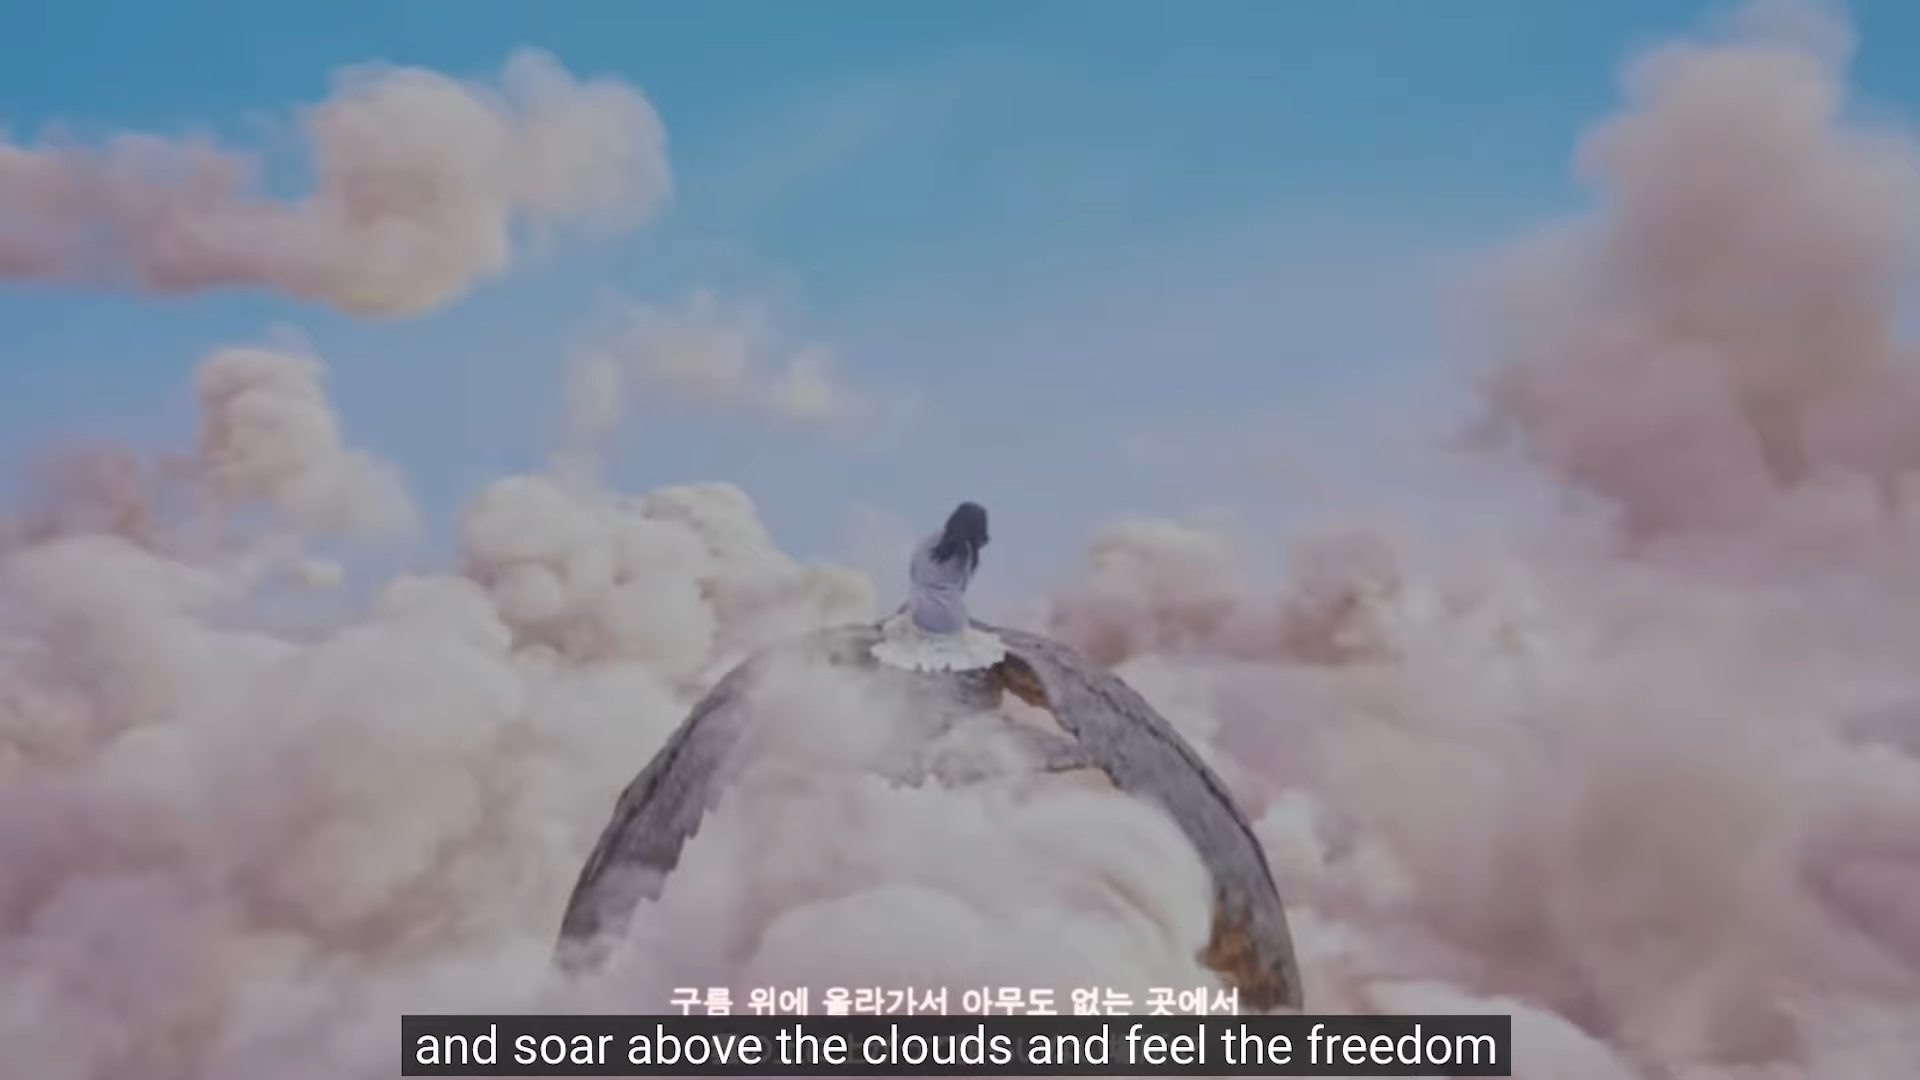 구름 위에 올라가서 아무도 없는 곳에서
and soar above the clouds and feel the freedom